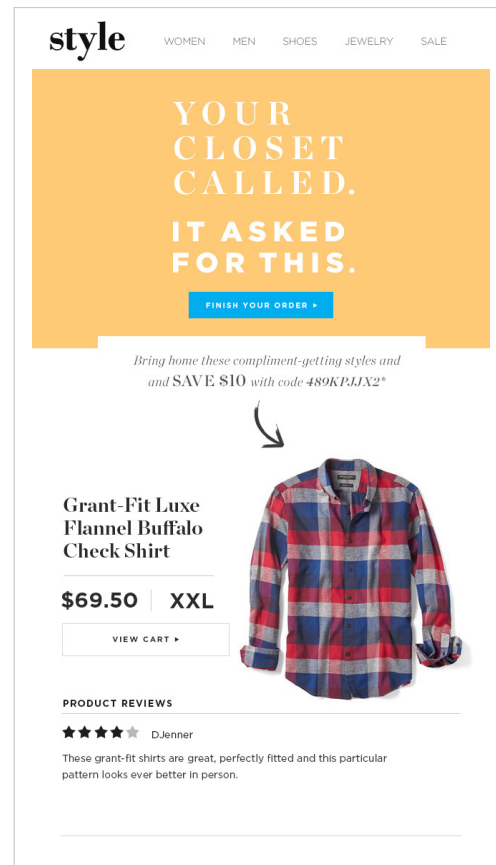 style
WOMEN MEN SHOES JEWELRY SALE
YOUR
CLOSET
CALLED.
IT ASKED
FOR THIS.
FINISH YOUR ORDER ▸
Bring home these compliment-getting styles and
and SAVE $10 with code 489KPJJX2*
Grant-Fit Luxe
Flannel Buffalo
Check Shirt
$69.50 XXL
VIEW CART ▸
PRODUCT REVIEWS
DJenner
These grant-fit shirts are great, perfectly fitted and this particular
pattern looks ever better in person.